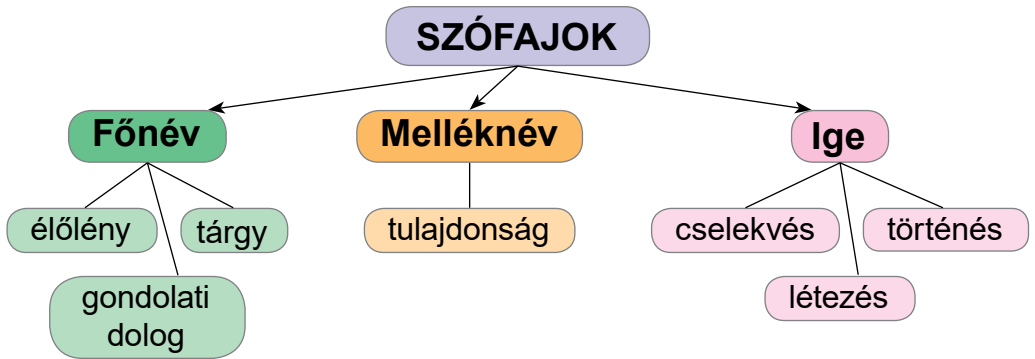 SZÓFAJOK
Főnév
Melléknév
Ige
élőlény
tárgy
gondolati
dolog
tulajdonság
cselekvés
történés
létezés